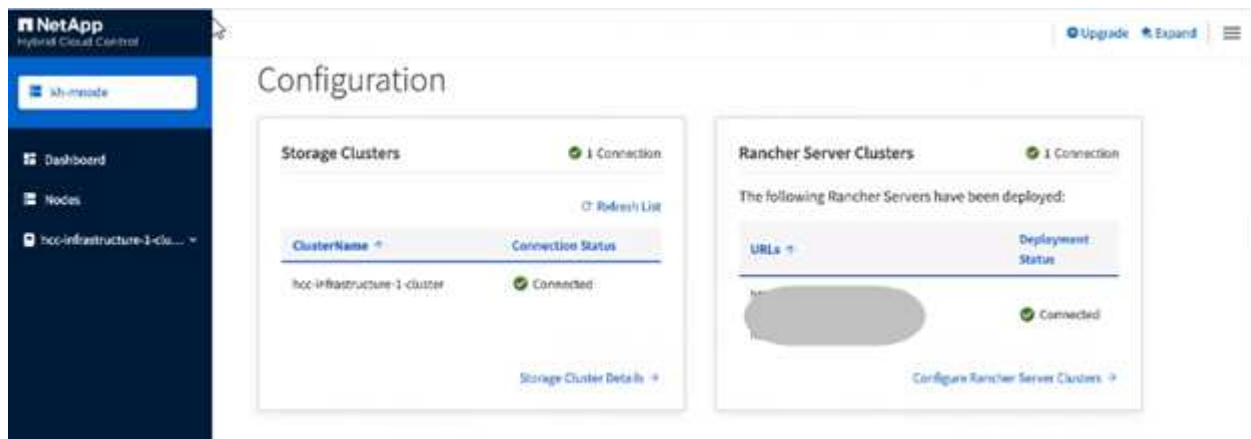 NetApp
Hybrid Cloud Control
Upgrade Expand
kh-mnode
Configuration
Dashboard
Nodes
hcc-infrastructure-1-clu...
Storage Clusters
1 Connection
Refresh List
ClusterName
Connection Status
hcc-infrastructure-1-cluster
Connected
Storage Cluster Details
Rancher Server Clusters
1 Connection
The following Rancher Servers have been deployed:
URLs
Deployment
Status
Connected
Configure Rancher Server Clusters